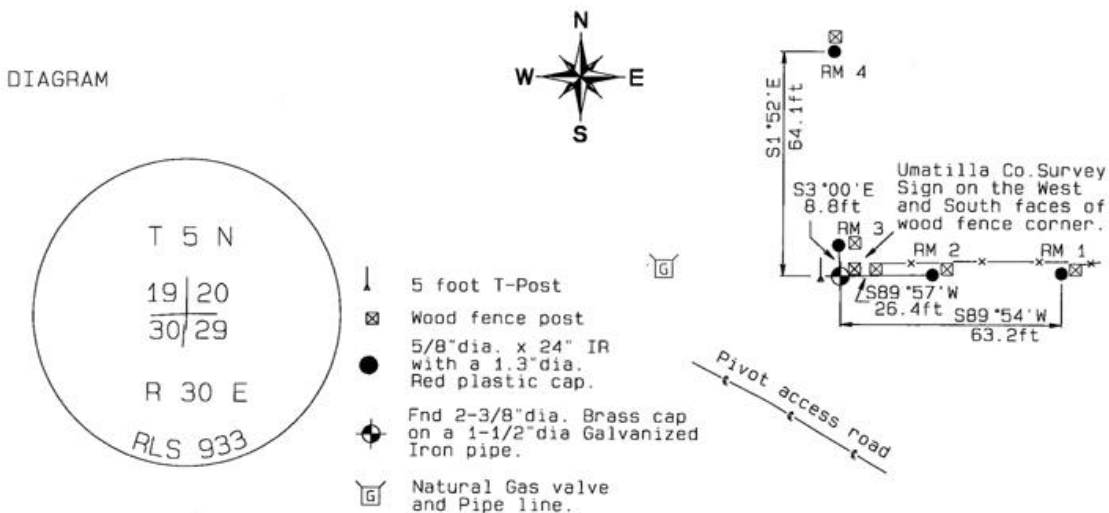 DIAGRAM
N
W
E
S
T 5 N
19 20
30 29
R 30 E
RLS 933
5 foot T-Post
Wood fence post
5/8"dia. x 24" IR
with a 1.3"dia.
Red plastic cap.
Fnd 2-3/8"dia. Brass cap
on a 1-1/2"dia Galvanized
Iron pipe.
G
Natural Gas valve
and Pipe line.
G
RM 4
S1°52'E
64.1ft
Umatilla Co.Survey
Sign on the West
and South faces of
wood fence corner.
S3°00'E
8.8ft
RM 3
RM 2
RM 1
S89°57'W
26.4ft
S89°54'W
63.2ft
Pivot access road